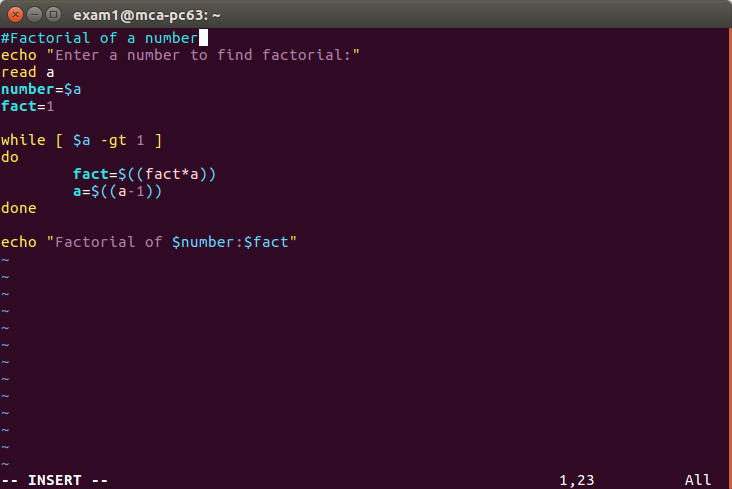 exam1@mca-pc63: ~
#Factorial of a number
echo "Enter a number to find factorial:"
read a
number=$a
fact=1

while [ $a -gt 1 ]
do
        fact=$((fact*a))
        a=$((a-1))
done

echo "Factorial of $number:$fact"
~
~
~
~
~
~
~
~
~
~
~
~
~
-- INSERT --                                                  1,23          All